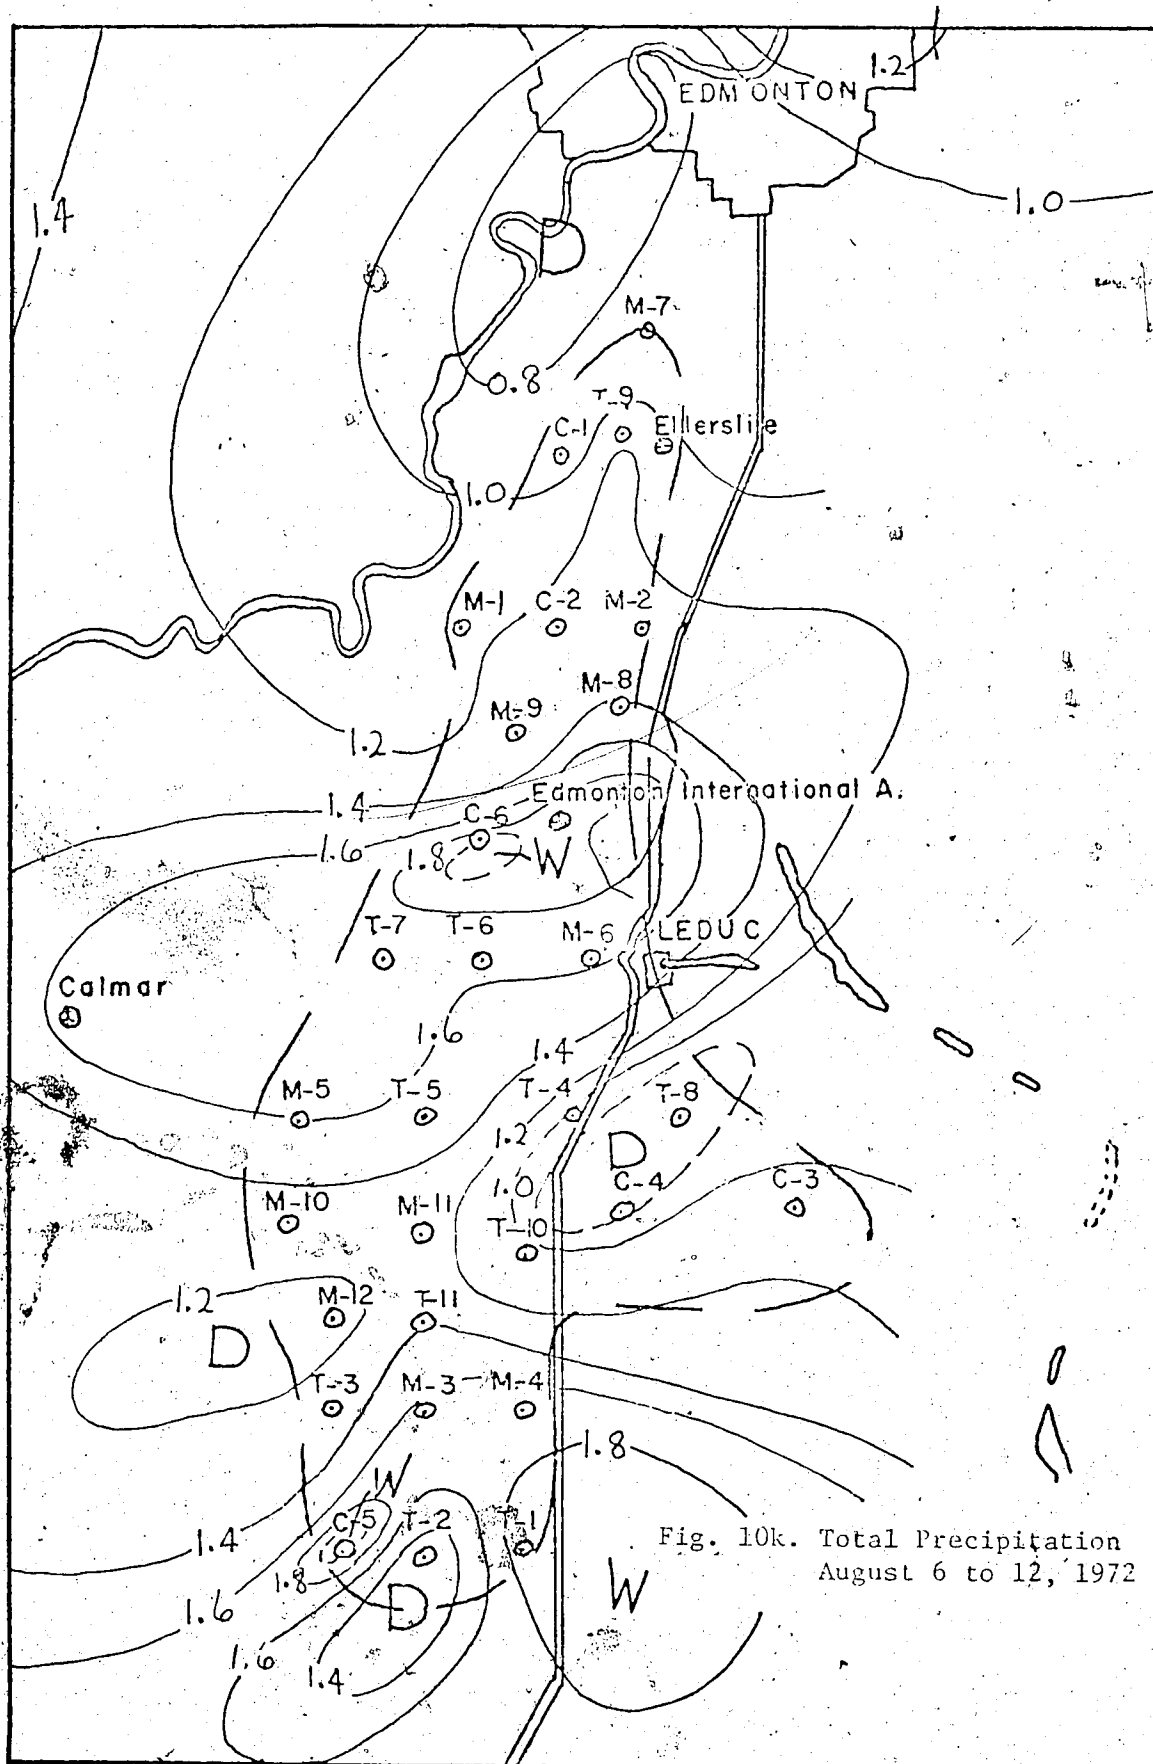 1.2
EDMONTON
1.4
1.0
M-7
0.8
T-9
C-1
Ellerslie
1.0
M-1
C-2
M-2
M-8
M-9
1.2
Edmonton International A.
1.4
C-6
1.6
1.8
W
T-7
T-6
M-6
LEDUC
Calmar
1.6
1.4
M-5
T-5
T-4
T-8
1.2
D
1.0
C-4
C-3
M-10
M-11
T-10
1.2
M-12
T-11
D
T-3
M-3
M-4
1.8
W
C-5
T-2
T-1
1.4
Fig. 10k. Total Precipitation
August 6 to 12, 1972
1.8
W
D
1.6
1.6
1.4